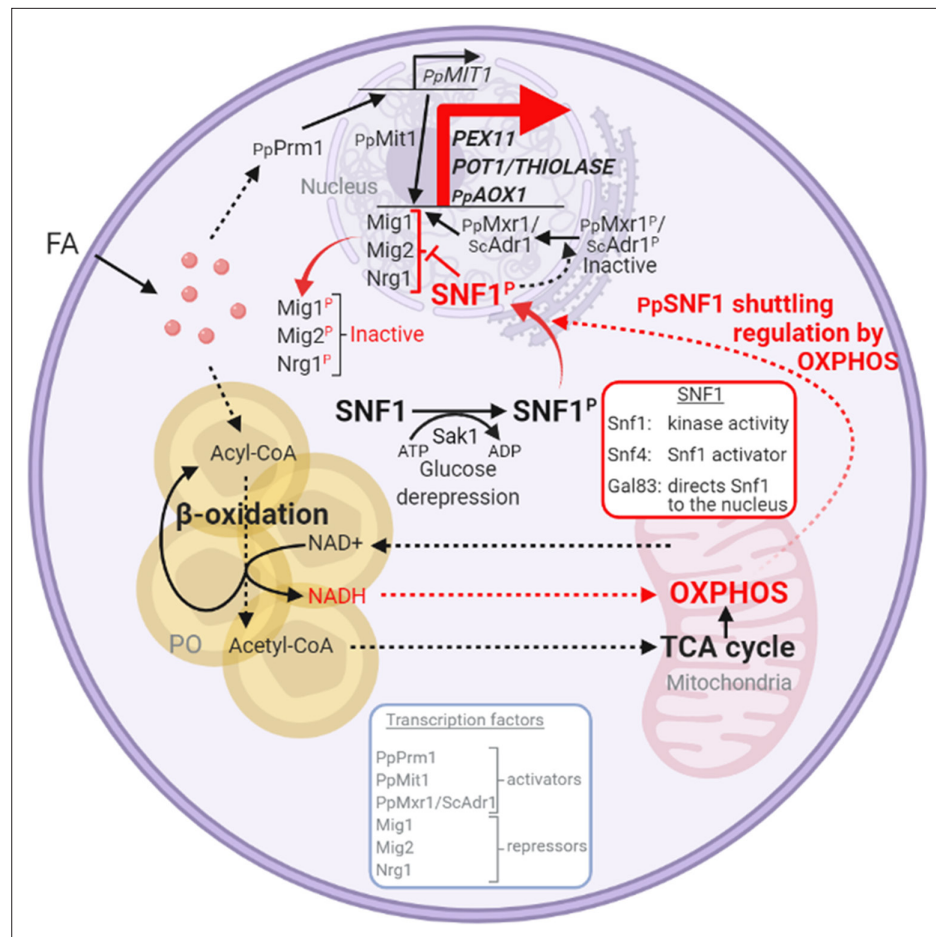 PpMIT1
PpMit1
PpPrm1
Nucleus
PEX11
POT1/THIOLASE
PpAOX1
Mig1
Mig2
Nrg1
PpMxr1/
ScAdr1
PpMxr1P/
ScAdr1P
Inactive
SNF1P
FA
Mig1P
Mig2P
Nrg1P
Inactive
PpSNF1 shuttling
regulation by
OXPHOS
SNF1
SNF1P
ATP
Sak1
ADP
Glucose
derepression
SNF1
Snf1: kinase activity
Snf4: Snf1 activator
Gal83: directs Snf1
to the nucleus
Acyl-CoA
β-oxidation
NAD+
NADH
OXPHOS
PO
Acetyl-CoA
TCA cycle
Mitochondria
Transcription factors
PpPrm1
PpMit1
PpMxr1/ScAdr1
activators
Mig1
Mig2
Nrg1
repressors